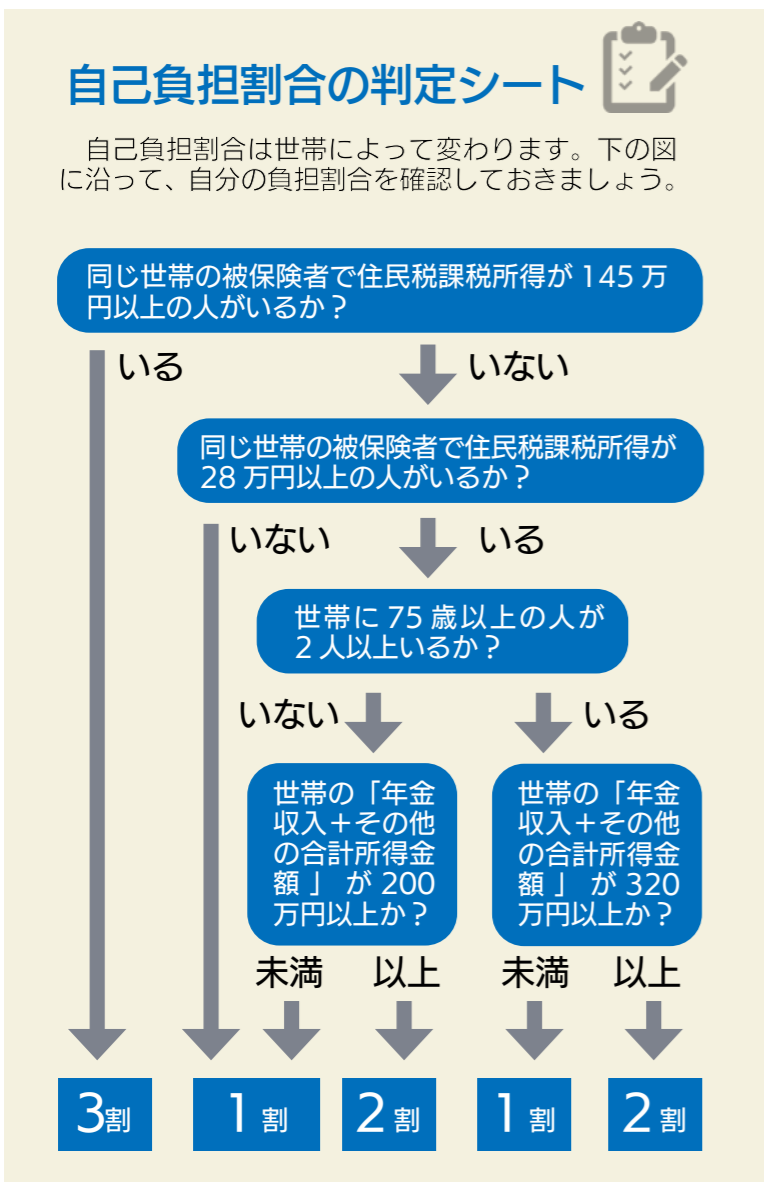 自己負担割合の判定シート
自己負担割合は世帯によって変わります。下の図
に沿って、自分の負担割合を確認しておきましょう。
同じ世帯の被保険者で住民税課税所得が 145 万
円以上の人がいるか？
いる
いない
同じ世帯の被保険者で住民税課税所得が
28 万円以上の人がいるか？
いない
いる
世帯に 75 歳以上の人が
2 人以上いるか？
いない
いる
世帯の「年金
収入＋その他
の合計所得金
額」 が 200
万円以上か？
世帯の「年金
収入＋その他
の合計所得金
額」 が 320
万円以上か？
未満
以上
未満
以上
3割
1割
2割
1割
2割